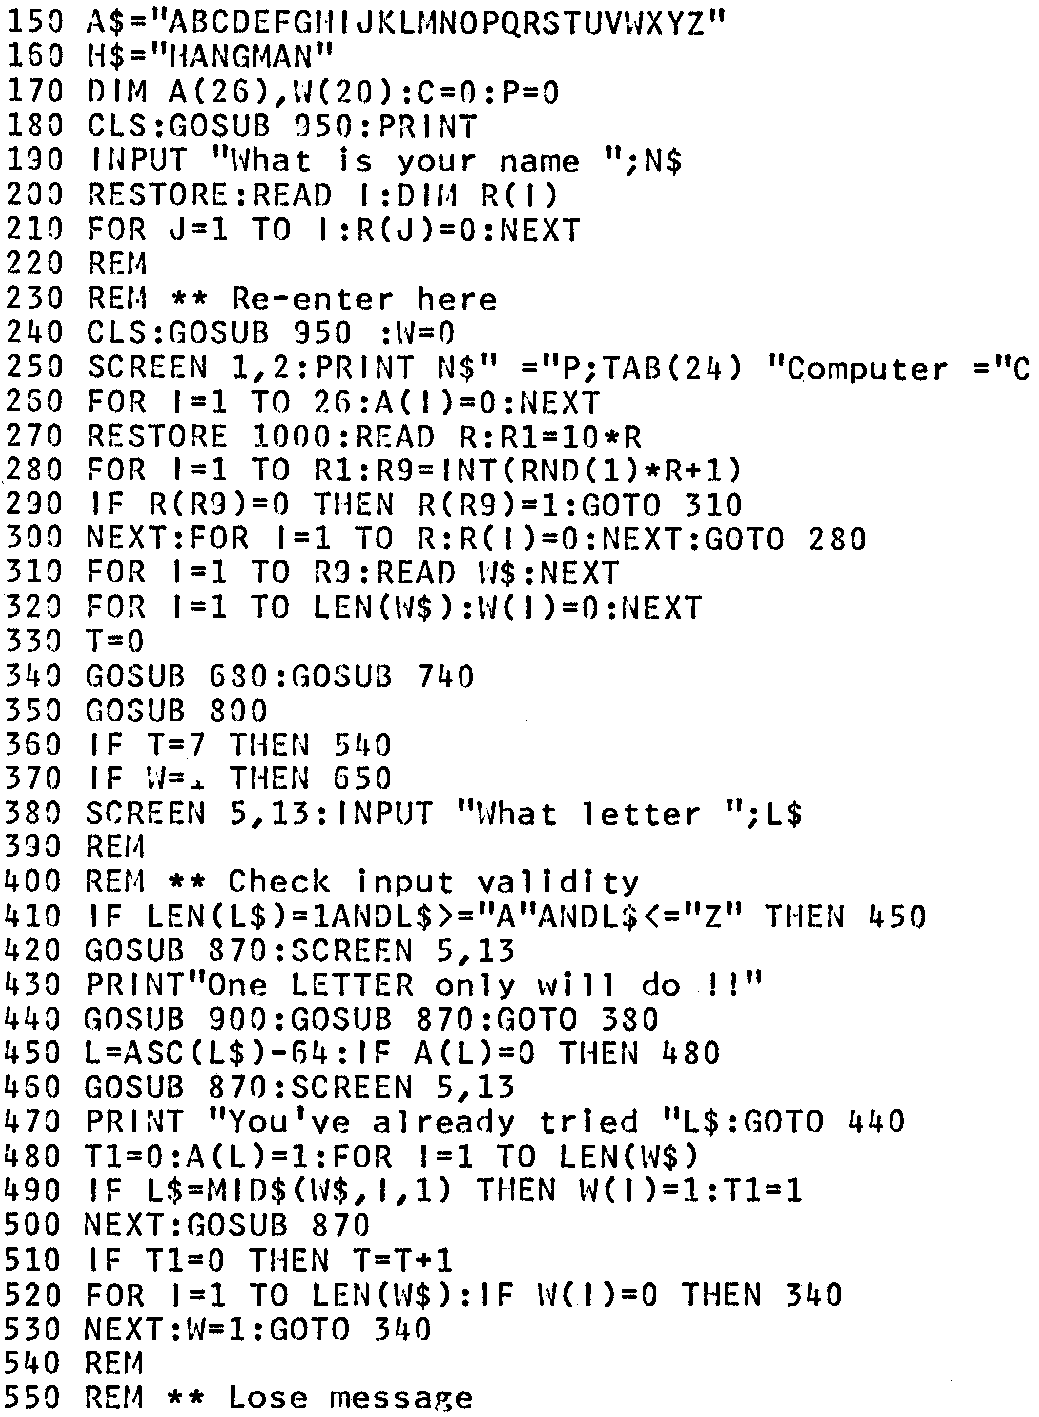 150 A$="ABCDEFGHIJKLMNOPQRSTUVWXYZ"
160 H$="HANGMAN"
170 DIM A(26),W(20):C=0:P=0
180 CLS:GOSUB 950:PRINT
190 INPUT "What is your name ";N$
200 RESTORE:READ I:DIM R(I)
210 FOR J=1 TO I:R(J)=0:NEXT
220 REM
230 REM ** Re-enter here
240 CLS:GOSUB 950 :W=0
250 SCREEN 1,2:PRINT N$" ="P;TAB(24) "Computer ="C
260 FOR I=1 TO 26:A(I)=0:NEXT
270 RESTORE 1000:READ R:R1=10*R
280 FOR I=1 TO R1:R9=INT(RND(1)*R+1)
290 IF R(R9)=0 THEN R(R9)=1:GOTO 310
300 NEXT:FOR I=1 TO R:R(I)=0:NEXT:GOTO 280
310 FOR I=1 TO R9:READ W$:NEXT
320 FOR I=1 TO LEN(W$):W(I)=0:NEXT
330 T=0
340 GOSUB 680:GOSUB 740
350 GOSUB 800
360 IF T=7 THEN 540
370 IF W=1 THEN 650
380 SCREEN 5,13:INPUT "What letter ";L$
390 REM
400 REM ** Check input validity
410 IF LEN(L$)=1ANDL$>="A"ANDL$<="Z" THEN 450
420 GOSUB 870:SCREEN 5,13
430 PRINT"One LETTER only will do !!"
440 GOSUB 900:GOSUB 870:GOTO 380
450 L=ASC(L$)-64:IF A(L)=0 THEN 480
460 GOSUB 870:SCREEN 5,13
470 PRINT "You've already tried "L$:GOTO 440
480 T1=0:A(L)=1:FOR I=1 TO LEN(W$)
490 IF L$=MID$(W$,I,1) THEN W(I)=1:T1=1
500 NEXT:GOSUB 870
510 IF T1=0 THEN T=T+1
520 FOR I=1 TO LEN(W$):IF W(I)=0 THEN 340
530 NEXT:W=1:GOTO 340
540 REM
550 REM ** Lose message